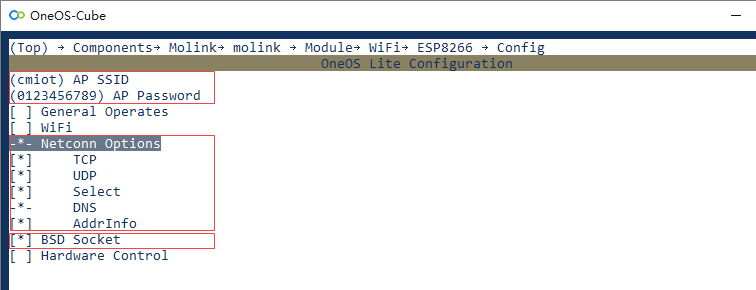 OneOS-Cube
(Top) → Components→ Molink→ molink → Module→ WiFi→ ESP8266 → Config
OneOS Lite Configuration
(cmiot) AP SSID
(0123456789) AP Password
[ ] General Operates
[ ] WiFi
-*- Netconn Options
[*]     TCP
[*]     UDP
[*]     Select
-*-     DNS
[*]     AddrInfo
[*] BSD Socket
[ ] Hardware Control